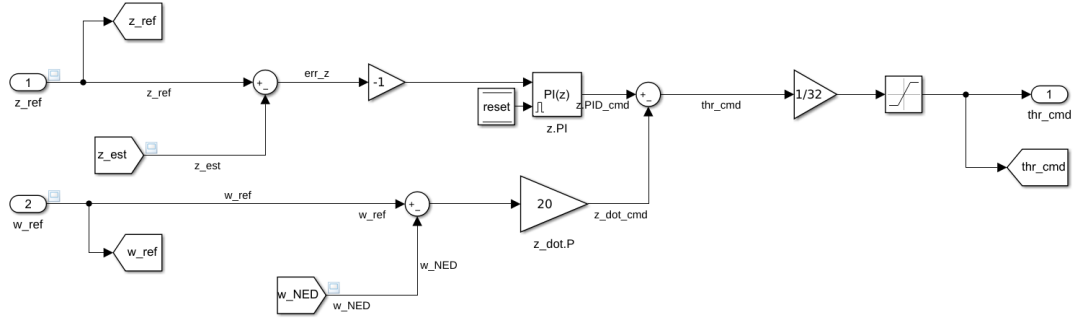 z_ref
1
z_ref
z_ref
+
_
err_z
-1
reset
PI(z)
z.PI
z.PID_cmd
+
_
thr_cmd
1/32
1
thr_cmd
thr_cmd
z_est
z_est
2
w_ref
w_ref
w_ref
+
_
20
z_dot.P
z_dot_cmd
w_ref
w_NED
w_NED
w_NED